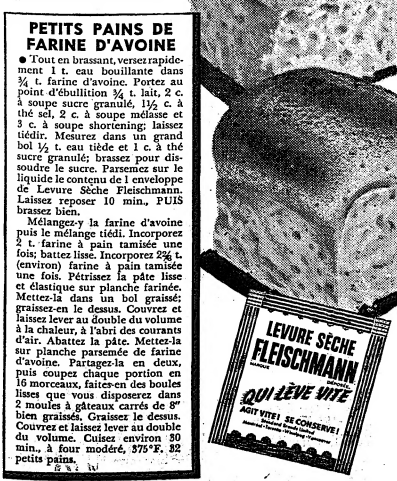 PETITS PAINS DE
FARINE D'AVOINE
● Tout en brassant, versez rapide-
ment 1 t. eau bouillante dans
¾ t. farine d'avoine. Portez au
point d'ébullition ¾ t. lait, 2 c.
à soupe sucre granulé, 1½ c. à
thé sel, 2 c. à soupe mélasse et
3 c. à soupe shortening; laissez
tiédir. Mesurez dans un grand
bol ½ t. eau tiède et 1 c. à thé
sucre granulé; brassez pour dis-
soudre le sucre. Parsemez sur le
liquide le contenu de 1 enveloppe
de Levure Sèche Fleischmann.
Laissez reposer 10 min., PUIS
brassez bien.
Mélangez-y la farine d'avoine
puis le mélange tiédi. Incorporez
2 t. farine à pain tamisée une
fois; battez lisse. Incorporez t.
(environ) farine à pain tamisée
une fois. Pétrissez la pâte lisse
et élastique sur planche farinée.
Mettez-la dans un bol graissé;
graissez-en le dessus. Couvrez et
laissez lever au double du volume
à la chaleur, à l'abri des courants
d'air. Abattez la pâte. Mettez-la
sur planche parsemée de farine
d'avoine. Partagez-la en deux,
puis coupez chaque portion en
16 morceaux, faites-en des boules
lisses que vous disposerez dans
2 moules à gâteaux carrés de 8"
bien graissés. Graissez le dessus.
Couvrez et laissez lever au double
du volume. Cuisez environ 30
min., à four modéré, 375°F. 32
petits pains.
LEVURE SÈCHE
FLEISCHMANN
MARQUE DÉPOSÉE
QUI LÈVE VITE
AGIT VITE! SE CONSERVE!
Standard Brands Limited
Montréal • Toronto • Winnipeg • Vancouver